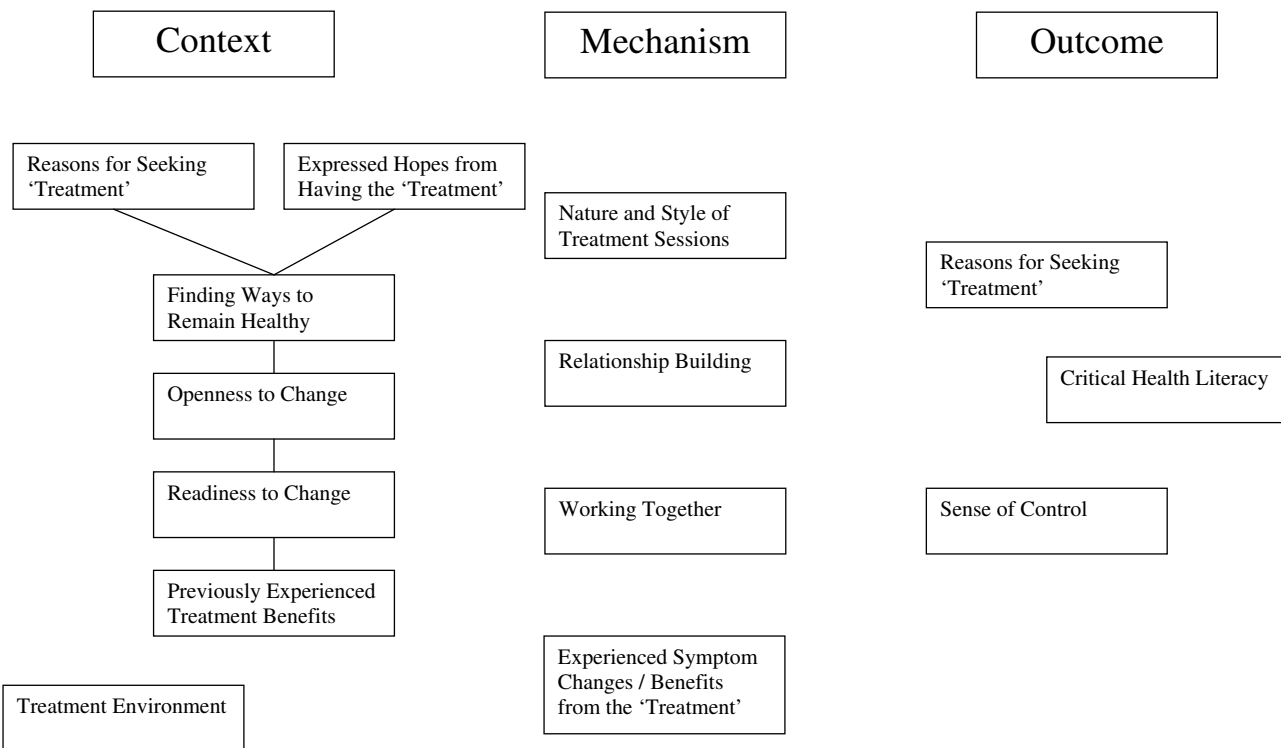 Context
Mechanism
Outcome
Reasons for Seeking
‘Treatment’
Expressed Hopes from
Having the ‘Treatment’
Finding Ways to
Remain Healthy
Openness to Change
Readiness to Change
Previously Experienced
Treatment Benefits
Treatment Environment
Nature and Style of
Treatment Sessions
Relationship Building
Working Together
Experienced Symptom
Changes / Benefits
from the ‘Treatment’
Reasons for Seeking
‘Treatment’
Critical Health Literacy
Sense of Control